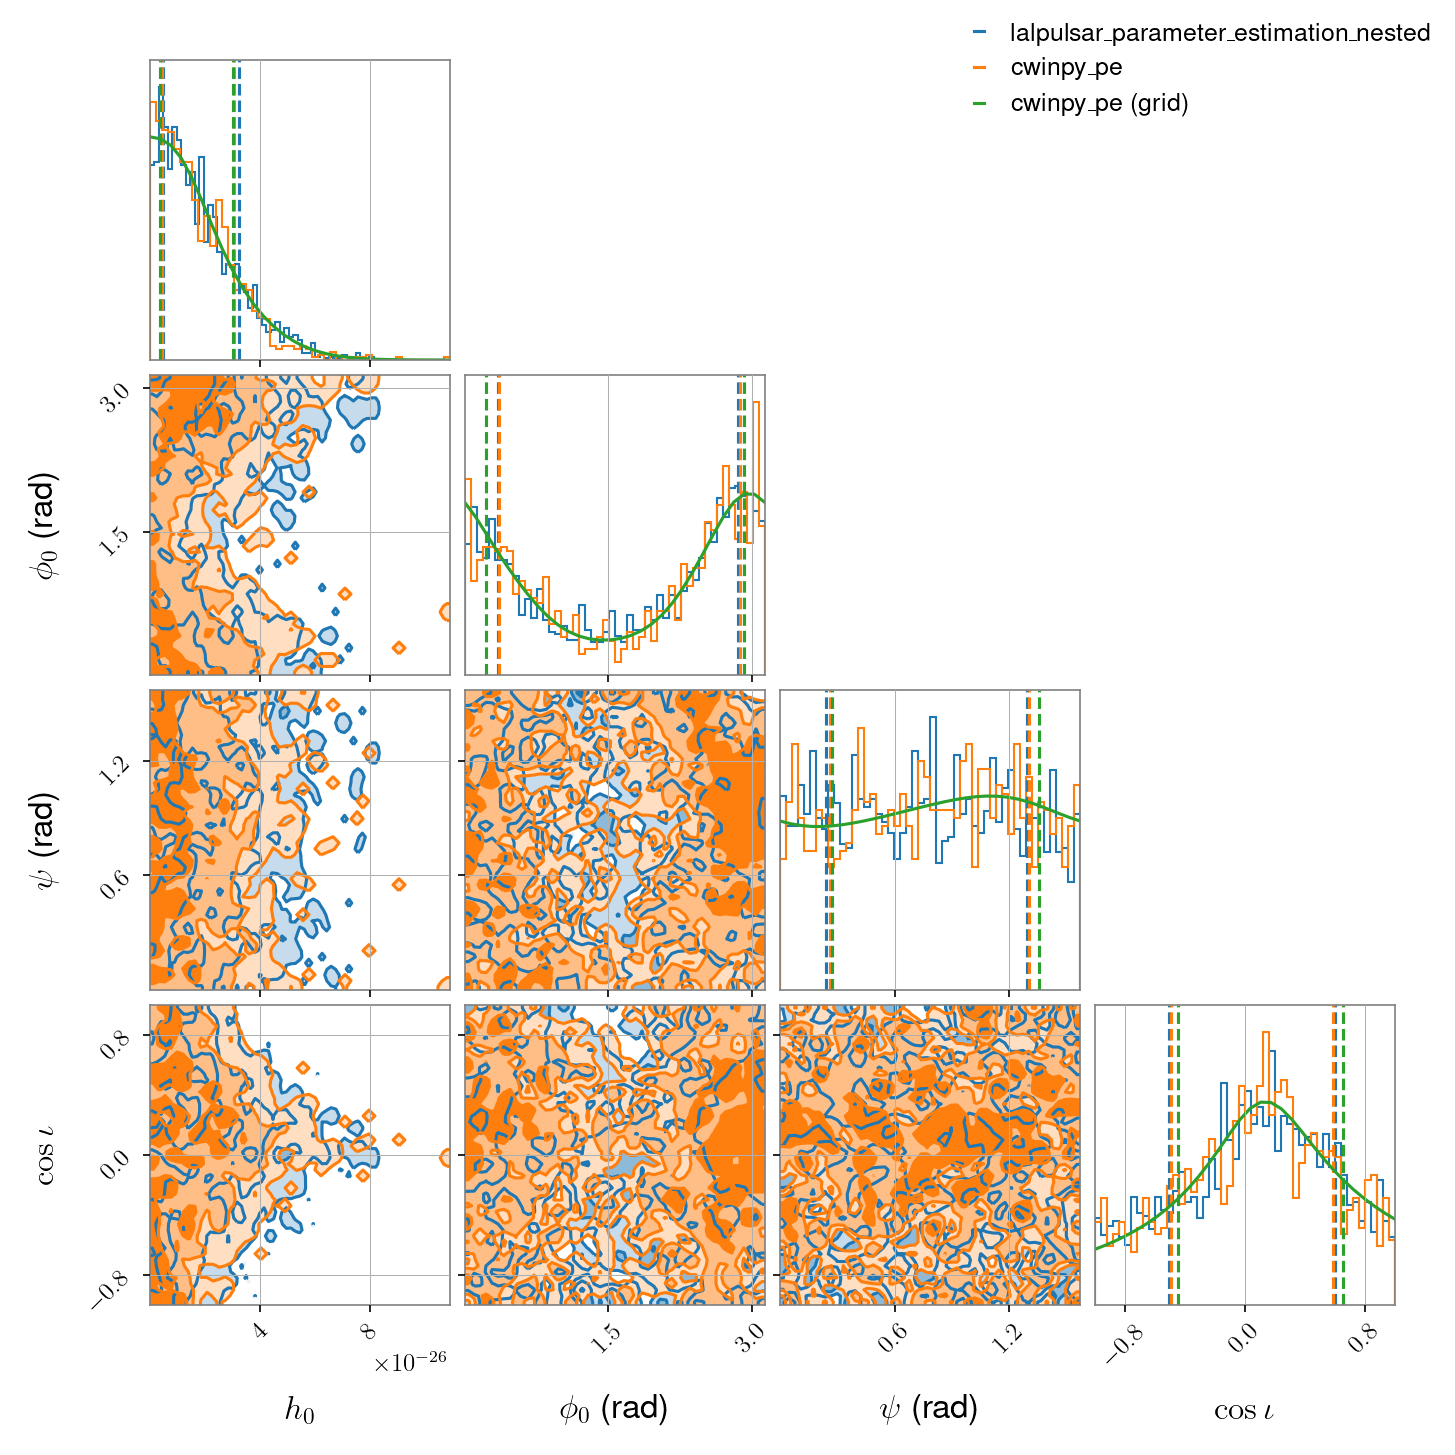 lalpulsar_parameter_estimation_nested
cwinpy_pe
cwinpy_pe (grid)
3.0
1.5
ϕ₀ (rad)
1.2
0.6
ψ (rad)
0.8
0.0
−0.8
cos ι
4
8
×10⁻²⁶
h₀
1.5
3.0
ϕ₀ (rad)
0.6
1.2
ψ (rad)
−0.8
0.0
0.8
cos ι